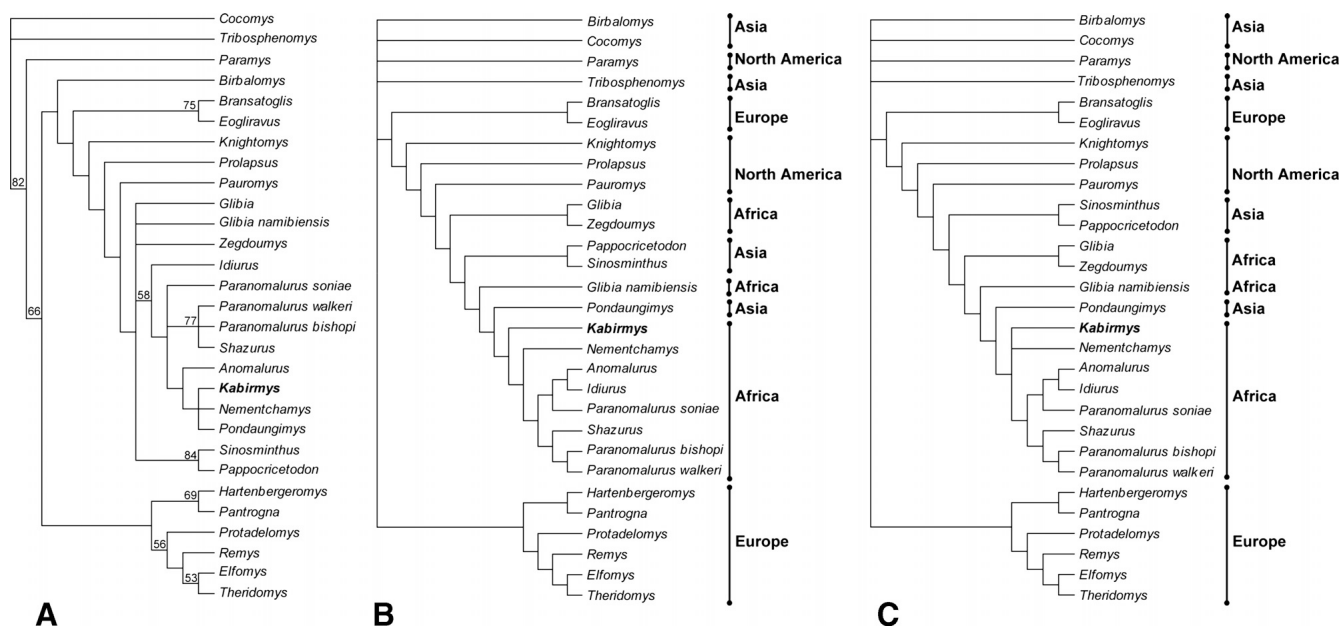 Cocomys
Tribosphenomys
Paramys
Birbalomys
75
Bransatoglis
Eogliravus
Knightomys
Prolapsus
82
Pauromys
Glibia
Glibia namibiensis
Zegdoumys
Idiurus
58
Paranomalurus soniae
66
Paranomalurus walkeri
77
Paranomalurus bishopi
Shazurus
Anomalurus
Kabirmys
Nementchamys
Pondaungimys
84
Sinosminthus
Pappocricetodon
69
Hartenbergeromys
Pantrogna
Protadelomys
56
Remys
53
Elfomys
Theridomys
A
Birbalomys
Cocomys
Paramys
Tribosphenomys
Bransatoglis
Eogliravus
Knightomys
Prolapsus
Pauromys
Glibia
Zegdoumys
Pappocricetodon
Sinosminthus
Glibia namibiensis
Pondaungimys
Kabirmys
Nementchamys
Anomalurus
Idiurus
Paranomalurus soniae
Shazurus
Paranomalurus bishopi
Paranomalurus walkeri
Hartenbergeromys
Pantrogna
Protadelomys
Remys
Elfomys
Theridomys
Asia
North America
Asia
Europe
North America
Africa
Asia
Africa
Asia
Africa
Europe
B
Birbalomys
Cocomys
Paramys
Tribosphenomys
Bransatoglis
Eogliravus
Knightomys
Prolapsus
Pauromys
Sinosminthus
Pappocricetodon
Glibia
Zegdoumys
Glibia namibiensis
Pondaungimys
Kabirmys
Nementchamys
Anomalurus
Idiurus
Paranomalurus soniae
Shazurus
Paranomalurus bishopi
Paranomalurus walkeri
Hartenbergeromys
Pantrogna
Protadelomys
Remys
Elfomys
Theridomys
Asia
North America
Asia
Europe
North America
Asia
Africa
Africa
Asia
Africa
Europe
C